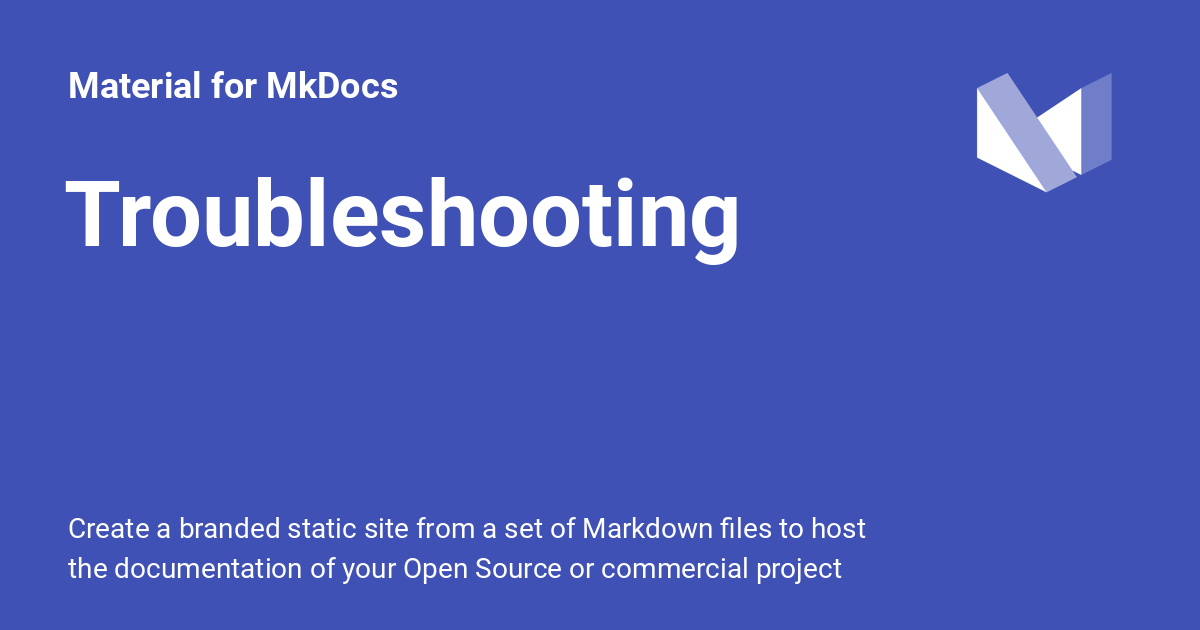 Material for MkDocs
Troubleshooting
Create a branded static site from a set of Markdown files to host
the documentation of your Open Source or commercial project